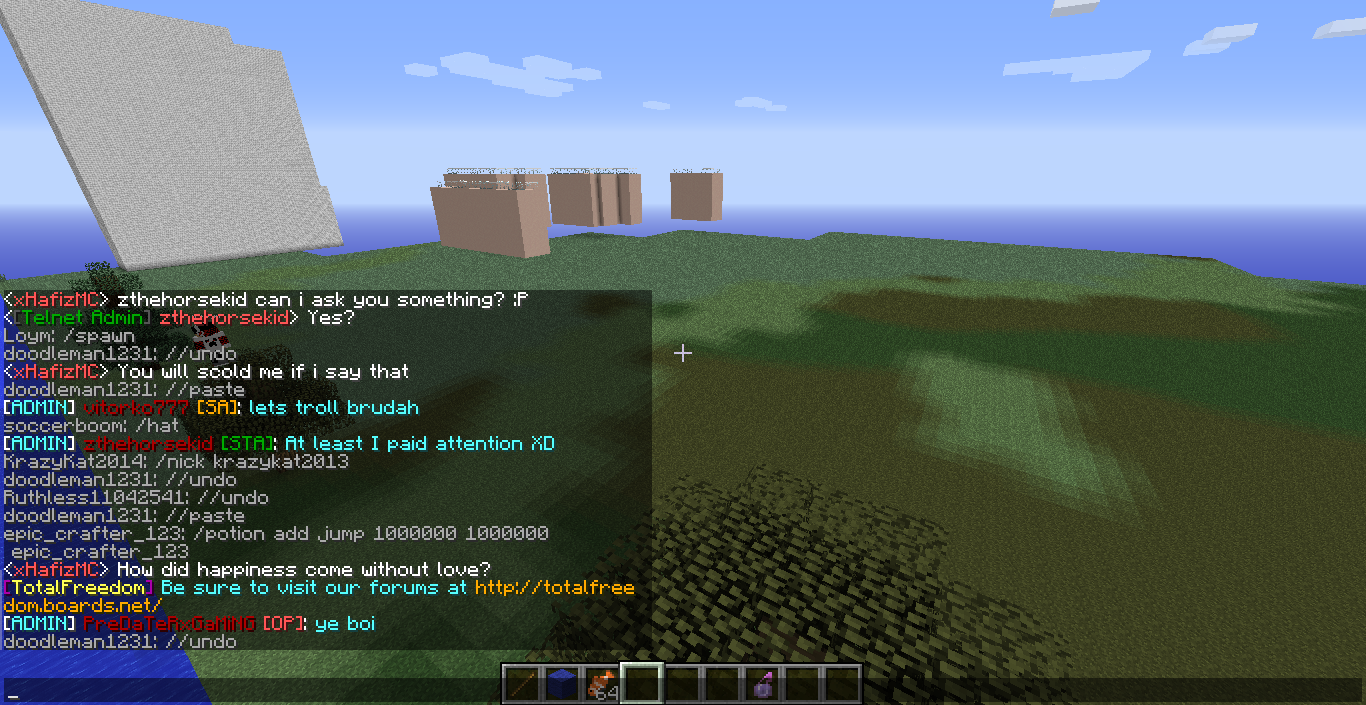 <xHafizMC> zthehorsekid can i ask you something? :P
<[Telnet Admin] zthehorsekid> Yes?
Loym: /spawn
doodleman1231: //undo
<xHafizMC> You will scold me if i say that
doodleman1231: //paste
[ADMIN] vitorko777 [SA]: lets troll brudah
soccerboom: /hat
[ADMIN] zthehorsekid [STA]: At least I paid attention XD
KrazyKat2014: /nick krazykat2013
doodleman1231: //undo
Ruthless11042541: //undo
doodleman1231: //paste
epic_crafter_123: /potion add jump 1000000 1000000
epic_crafter_123
<xHafizMC> How did happiness come without love?
[TotalFreedom] Be sure to visit our forums at http://totalfree
dom.boards.net/
[ADMIN] PreDaTeRxGaMiNG [OP]: ye boi
doodleman1231: //undo
_
64